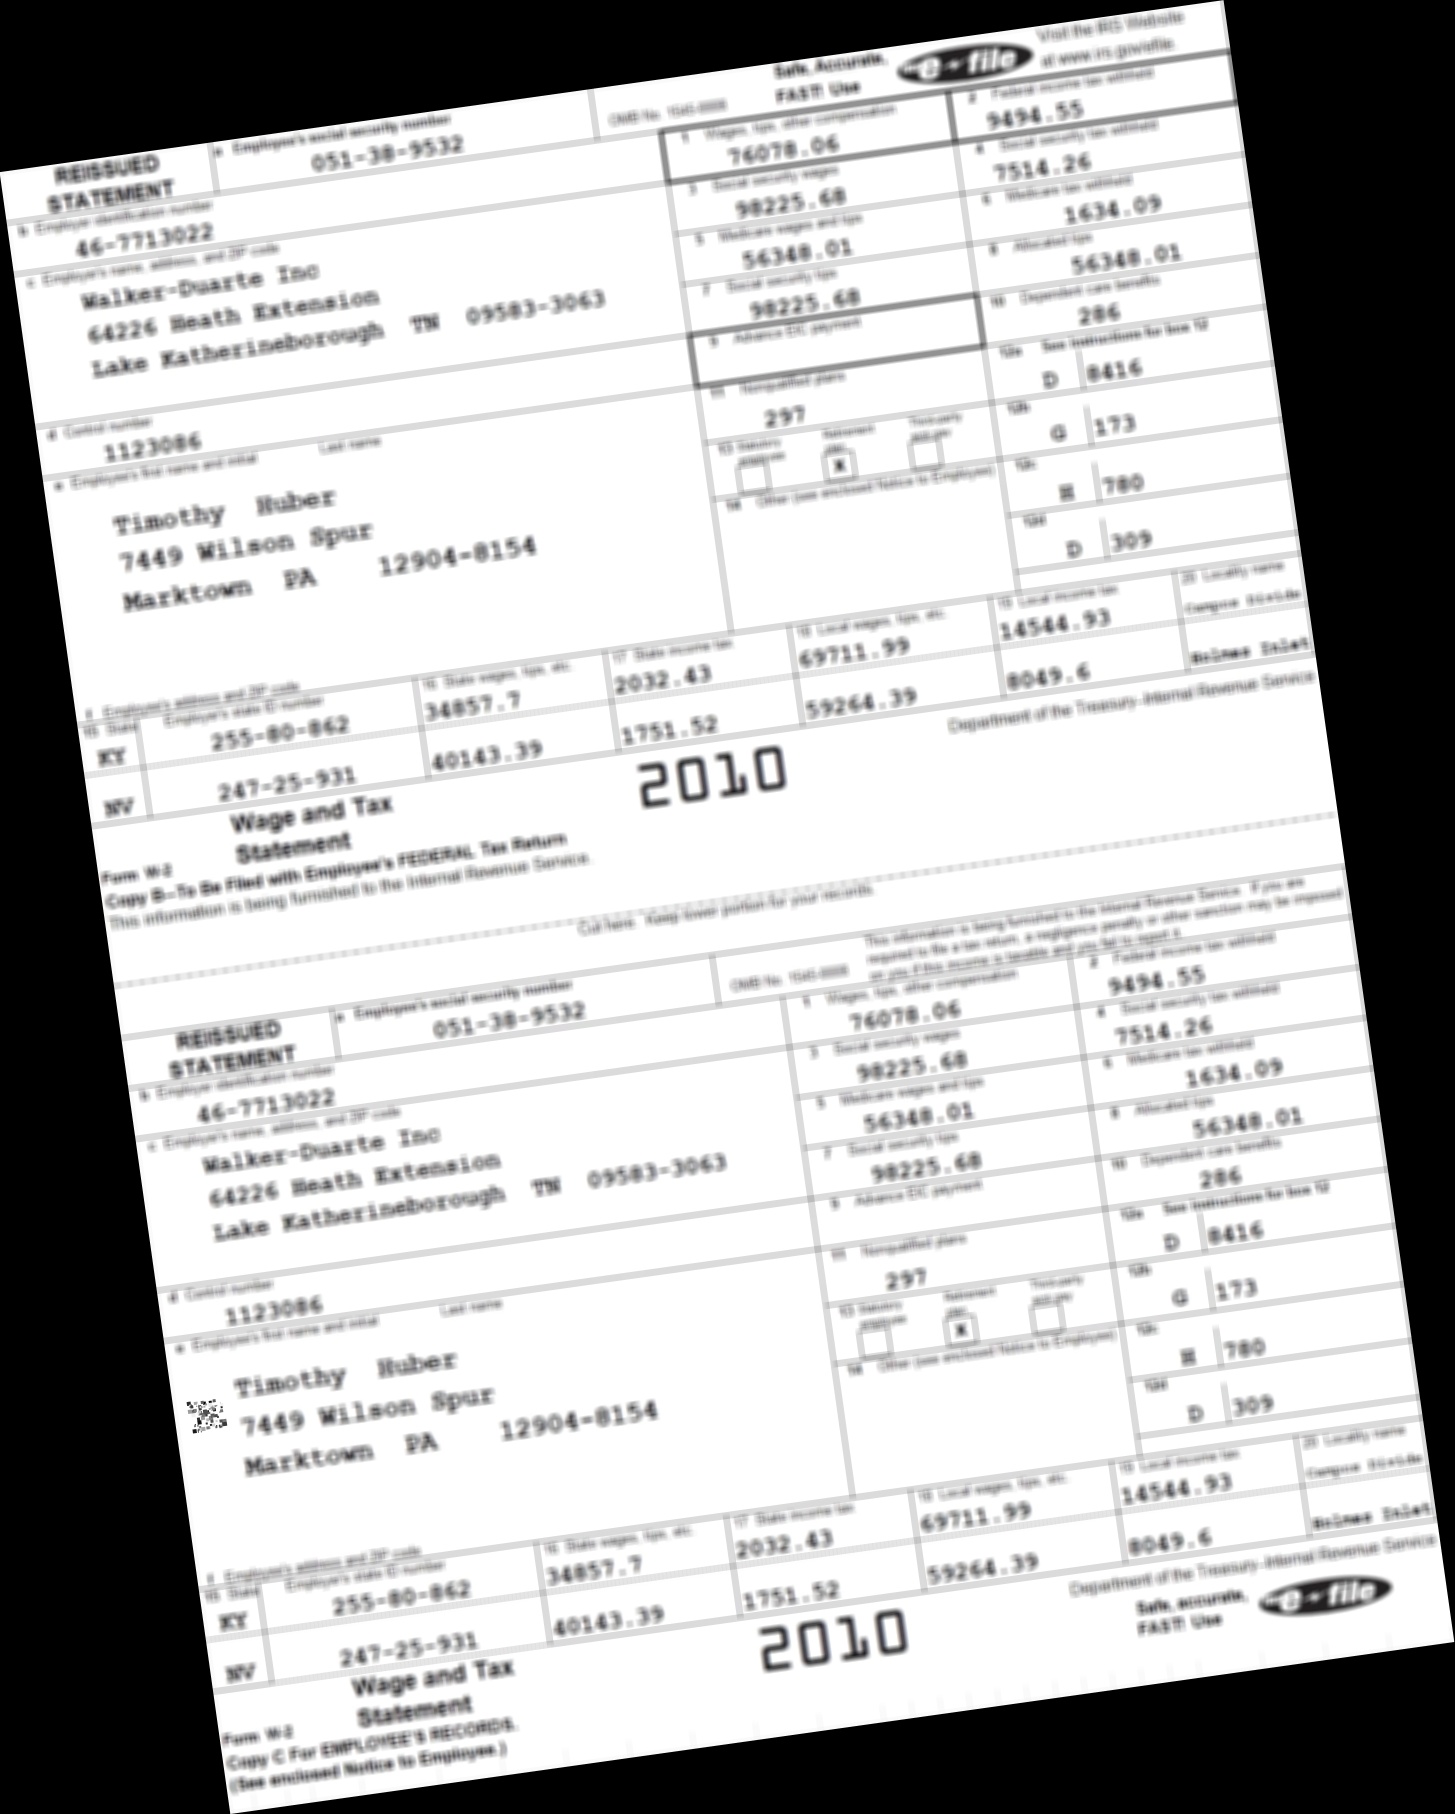 Safe, Accurate,
FAST! Use
e-file
Visit the IRS Website
at www.irs.gov/efile.
REISSUED
STATEMENT
a Employee's social security number
051-38-9532
OMB No. 1545-0008
1 Wages, tips, other compensation
76078.06
2 Federal income tax withheld
9494.55
3 Social security wages
98225.68
4 Social security tax withheld
7514.26
b Employer identification number
46-7713022
5 Medicare wages and tips
56348.01
6 Medicare tax withheld
1634.09
c Employer's name, address, and ZIP code
Walker-Duarte Inc
64226 Heath Extension
Lake Katherineborough TN 09583-3063
7 Social security tips
98225.68
8 Allocated tips
56348.01
9 Advance EIC payment
10 Dependent care benefits
286
11 Nonqualified plans
297
12a See instructions for box 12
D 8416
d Control number
1123086
13 Statutory employee
Retirement plan
X
Third-party sick pay
12b
G 173
e Employee's first name and initial
Last name
Timothy Huber
7449 Wilson Spur
Marktown PA 12904-8154
14 Other (see enclosed Notice to Employee)
12c
H 780
12d
D 309
f Employee's address and ZIP code
15 State
Employer's state ID number
16 State wages, tips, etc.
17 State income tax
18 Local wages, tips, etc.
19 Local income tax
20 Locality name
KY 255-80-862 34857.7 2032.43 69711.99 14544.93
NV 247-25-931 40143.39 1751.52 59264.39 8049.6 Holmes Inlet
Wage and Tax
Statement
2010
Department of the Treasury-Internal Revenue Service
Form W-2
Copy B-To Be Filed with Employee's FEDERAL Tax Return
This information is being furnished to the Internal Revenue Service.
Cut here. Keep lower portion for your records.
This information is being furnished to the Internal Revenue Service. If you are
required to file a tax return, a negligence penalty or other sanction may be imposed
on you if this income is taxable and you fail to report it.
REISSUED
STATEMENT
a Employee's social security number
051-38-9532
OMB No. 1545-0008
1 Wages, tips, other compensation
76078.06
2 Federal income tax withheld
9494.55
3 Social security wages
98225.68
4 Social security tax withheld
7514.26
b Employer identification number
46-7713022
5 Medicare wages and tips
56348.01
6 Medicare tax withheld
1634.09
c Employer's name, address, and ZIP code
Walker-Duarte Inc
64226 Heath Extension
Lake Katherineborough TN 09583-3063
7 Social security tips
98225.68
8 Allocated tips
56348.01
9 Advance EIC payment
10 Dependent care benefits
286
11 Nonqualified plans
297
12a See instructions for box 12
D 8416
d Control number
1123086
13 Statutory employee
Retirement plan
X
Third-party sick pay
12b
G 173
e Employee's first name and initial
Last name
Timothy Huber
7449 Wilson Spur
Marktown PA 12904-8154
14 Other (see enclosed Notice to Employee)
12c
H 780
12d
D 309
f Employee's address and ZIP code
15 State
Employer's state ID number
16 State wages, tips, etc.
17 State income tax
18 Local wages, tips, etc.
19 Local income tax
20 Locality name
KY 255-80-862 34857.7 2032.43 69711.99 14544.93
NV 247-25-931 40143.39 1751.52 59264.39 8049.6 Holmes Inlet
Wage and Tax
Statement
2010
Department of the Treasury-Internal Revenue Service
Safe, accurate,
FAST! Use
e-file
Form W-2
Copy C For EMPLOYEE'S RECORDS.
(See enclosed Notice to Employee.)